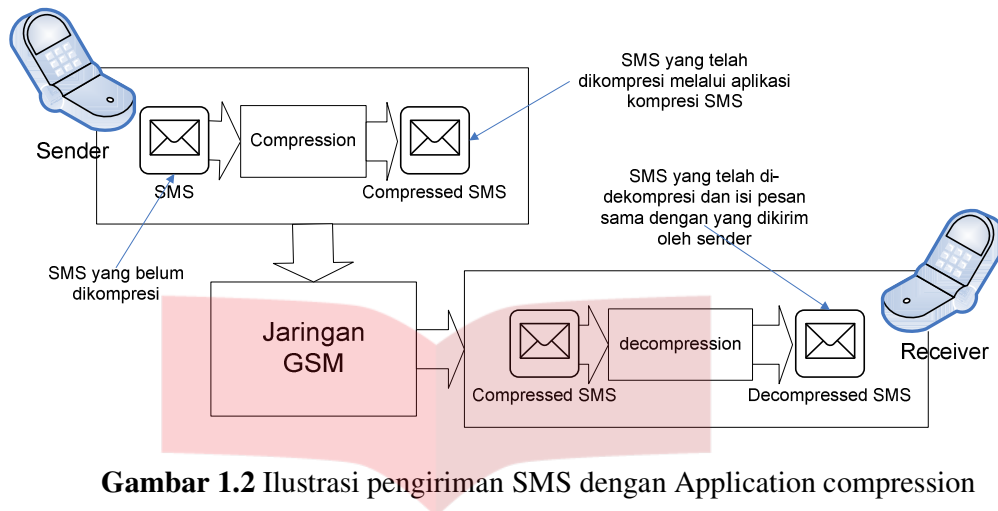 SMS yang telah
dikompresi melalui aplikasi
kompresi SMS
Sender
Compression
SMS
Compressed SMS
SMS yang telah di-
dekompresi dan isi pesan
sama dengan yang dikirim
oleh sender
SMS yang belum
dikompresi
Jaringan
GSM
decompression
Receiver
Compressed SMS
Decompressed SMS
Gambar 1.2 Ilustrasi pengiriman SMS dengan Application compression